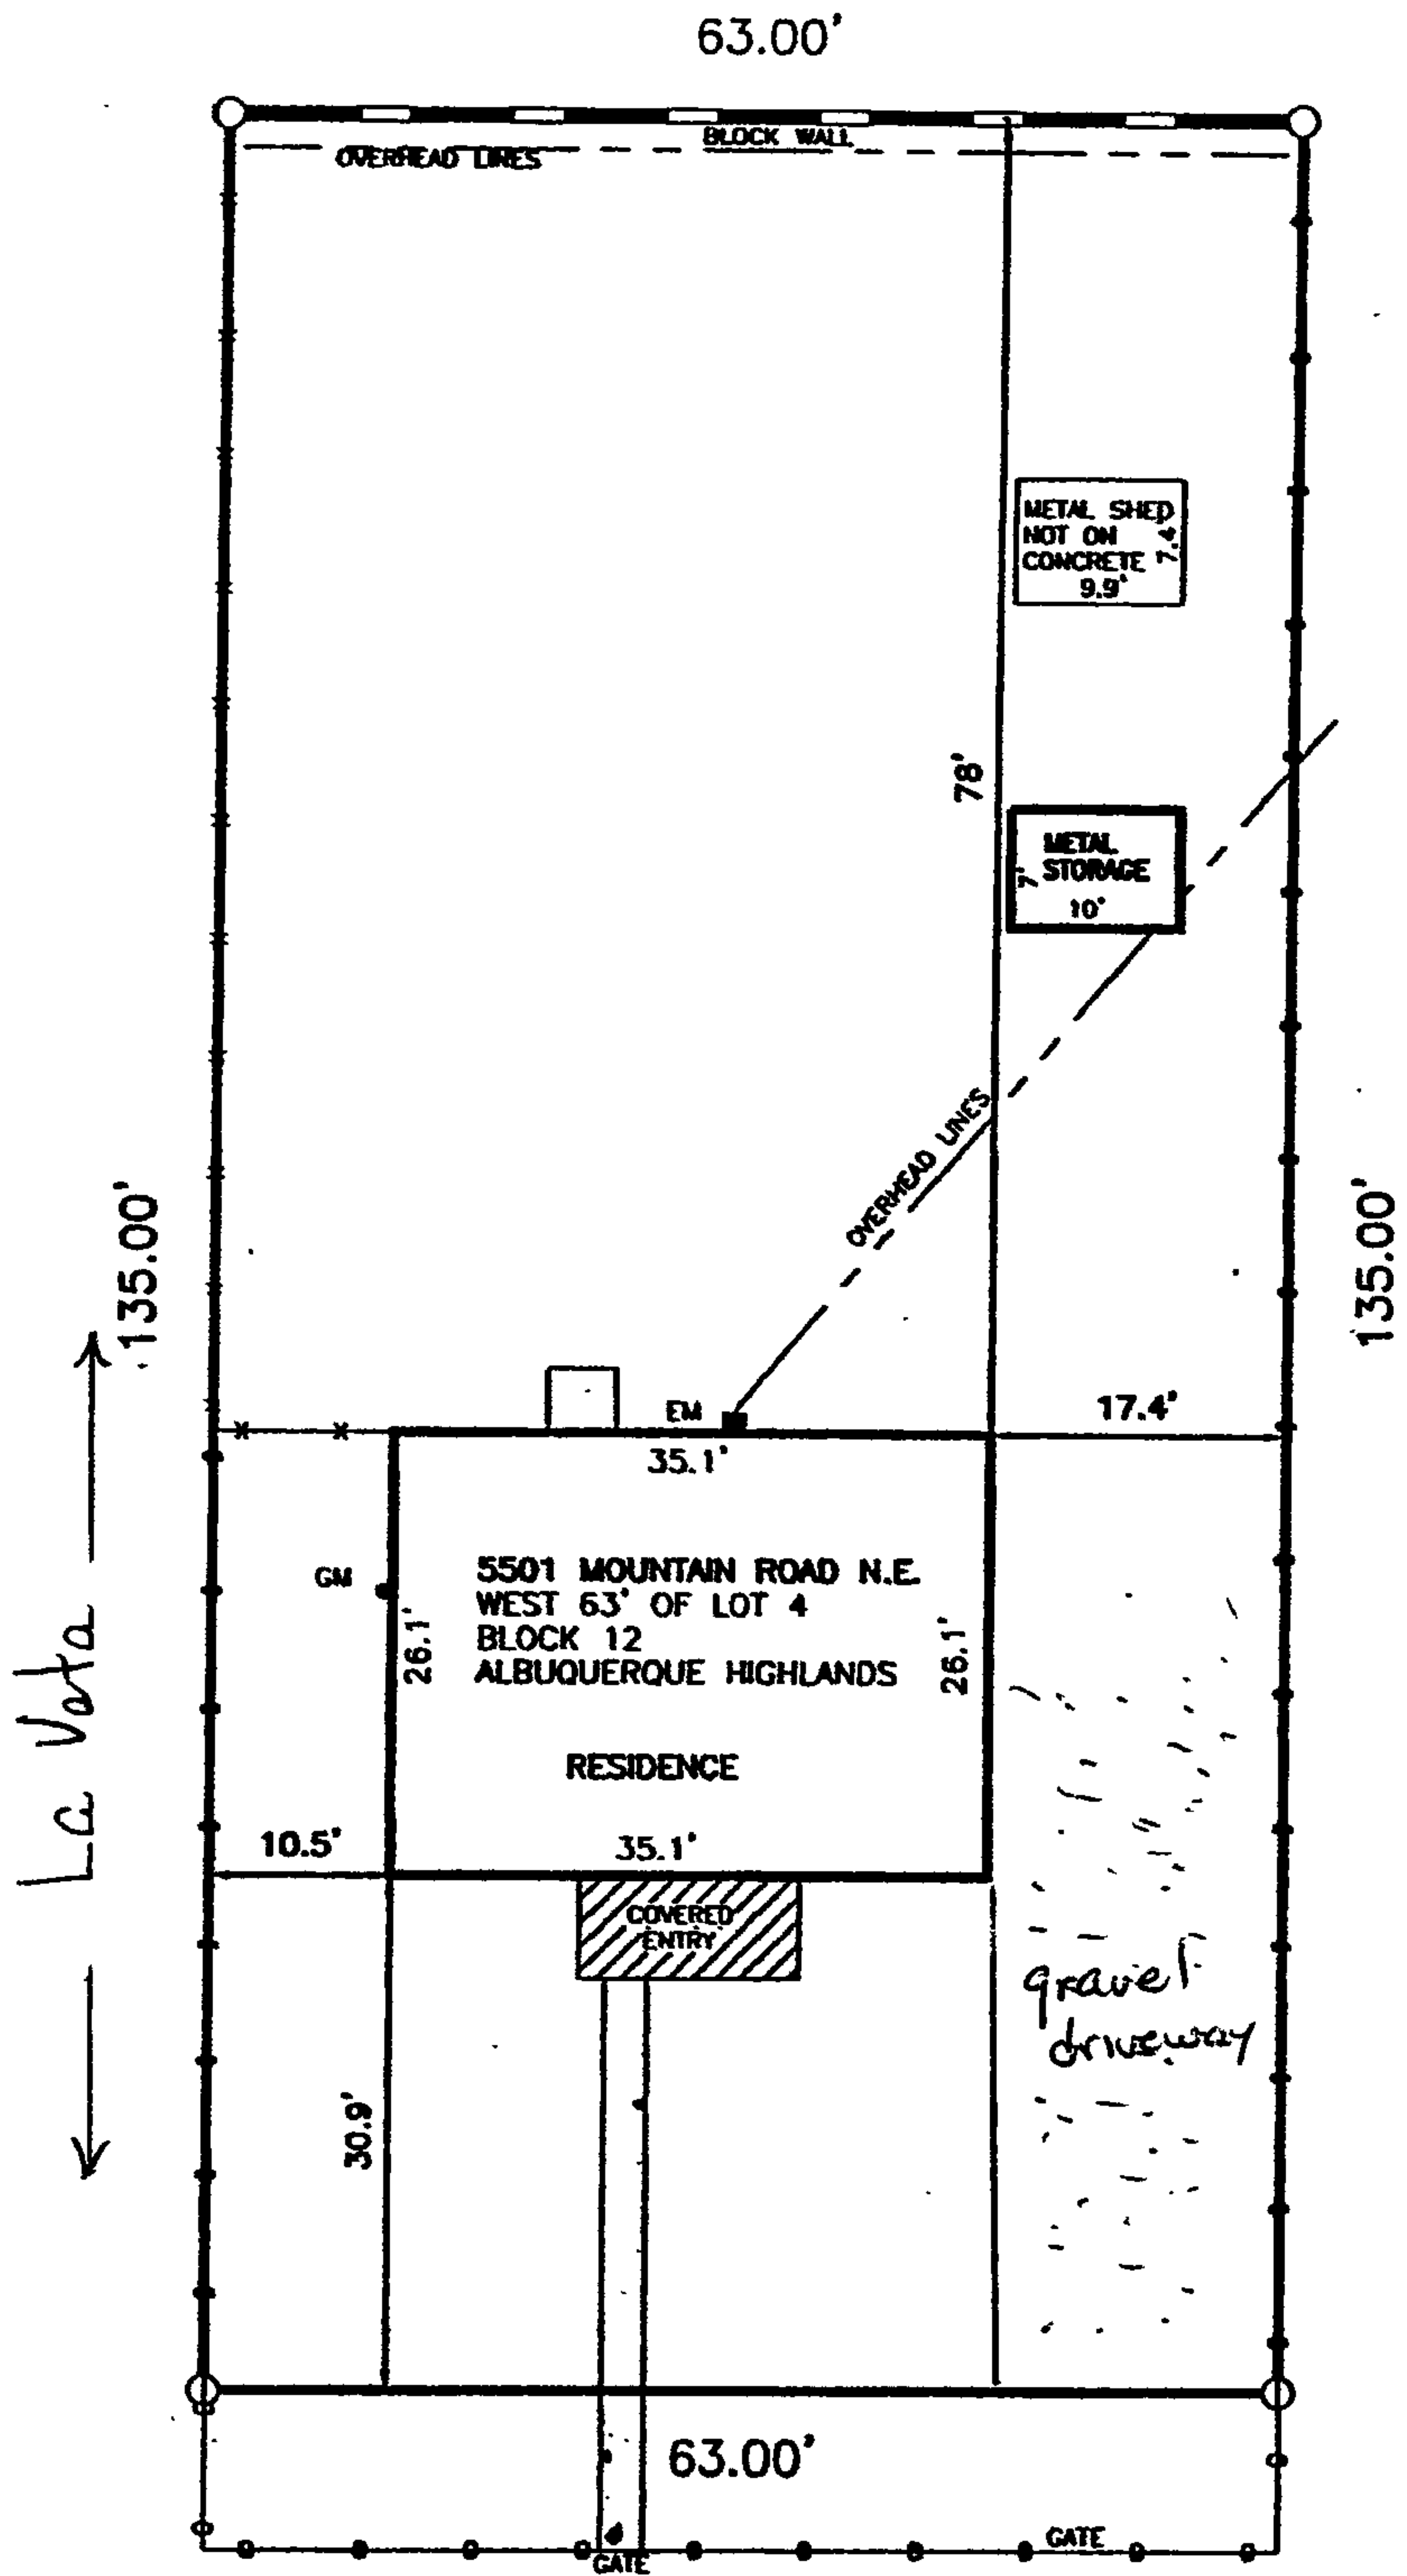 63.00'
BLOCK WALL
OVERHEAD LINES
METAL SHED
NOT ON
CONCRETE 7.4'
9.9'
78'
METAL
7' STORAGE
10'
OVERHEAD LINES
135.00'
135.00'
17.4'
EM
35.1'
5501 MOUNTAIN ROAD N.E.
WEST 63' OF LOT 4
BLOCK 12
ALBUQUERQUE HIGHLANDS
GM
26.1'
26.1'
La Veta
RESIDENCE
10.5'
35.1'
COVERED
ENTRY
gravel
driveway
30.9'
63.00'
GATE
GATE